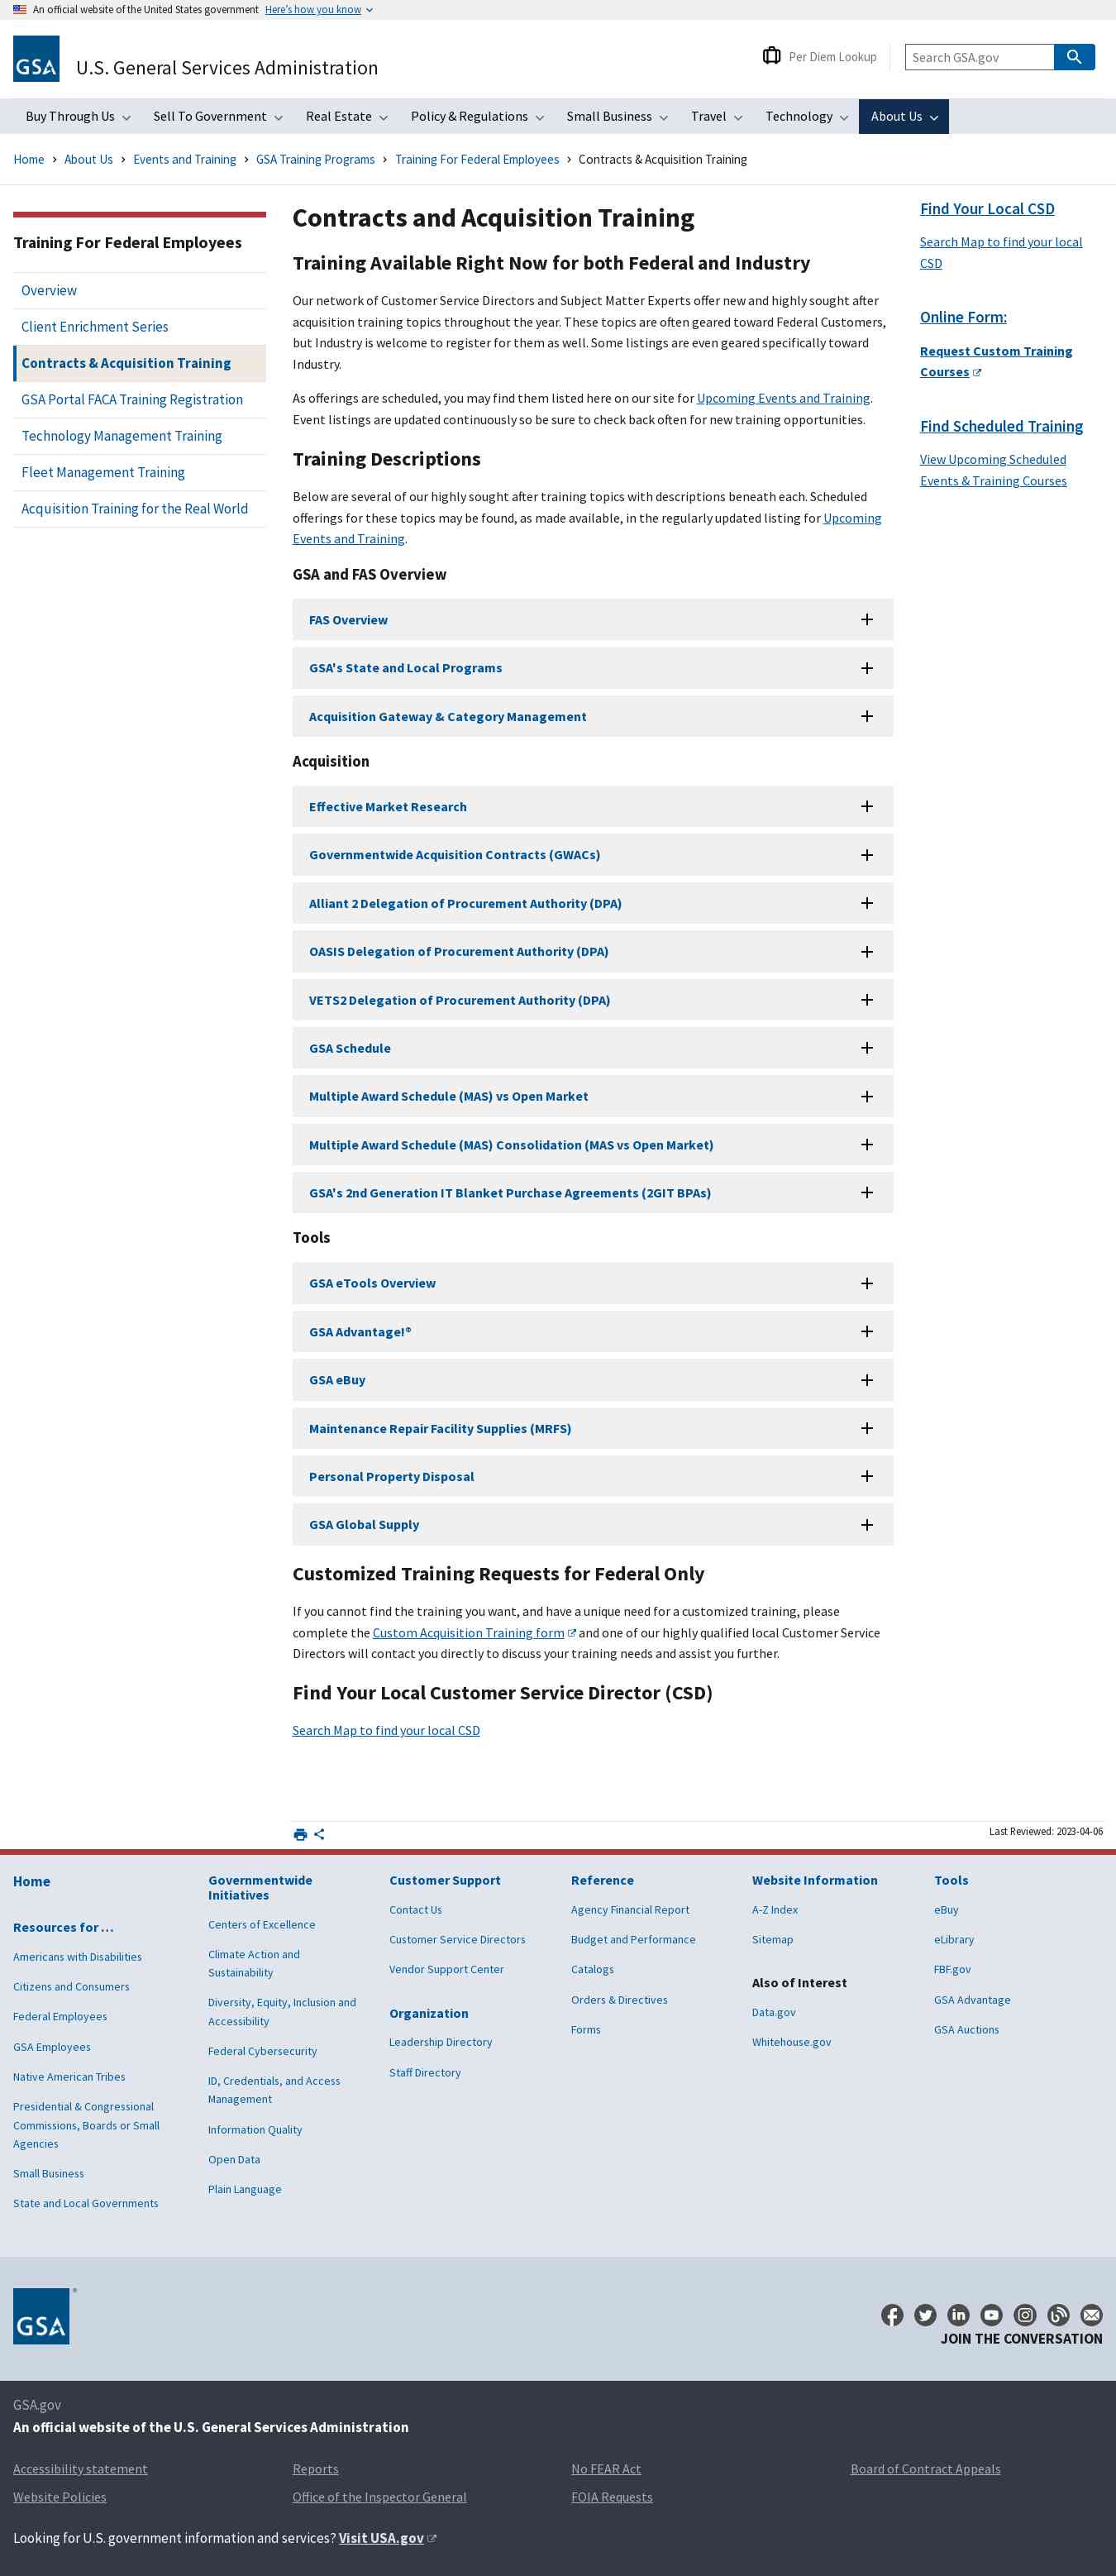 An official website of the United States government Here's how you know
GSA
U.S. General Services Administration
Per Diem Lookup
Search GSA.gov
Buy Through Us
Sell To Government
Real Estate
Policy & Regulations
Small Business
Travel
Technology
About Us
Home > About Us > Events and Training > GSA Training Programs > Training For Federal Employees > Contracts & Acquisition Training
Training For Federal Employees
Overview
Client Enrichment Series
Contracts & Acquisition Training
GSA Portal FACA Training Registration
Technology Management Training
Fleet Management Training
Acquisition Training for the Real World
Contracts and Acquisition Training
Training Available Right Now for both Federal and Industry
Our network of Customer Service Directors and Subject Matter Experts offer new and highly sought after
acquisition training topics throughout the year. These topics are often geared toward Federal Customers,
but Industry is welcome to register for them as well. Some listings are even geared specifically toward
Industry.
As offerings are scheduled, you may find them listed here on our site for Upcoming Events and Training.
Event listings are updated continuously so be sure to check back often for new training opportunities.
Training Descriptions
Below are several of our highly sought after training topics with descriptions beneath each. Scheduled
offerings for these topics may be found, as made available, in the regularly updated listing for Upcoming
Events and Training.
GSA and FAS Overview
FAS Overview
GSA's State and Local Programs
Acquisition Gateway & Category Management
Acquisition
Effective Market Research
Governmentwide Acquisition Contracts (GWACs)
Alliant 2 Delegation of Procurement Authority (DPA)
OASIS Delegation of Procurement Authority (DPA)
VETS2 Delegation of Procurement Authority (DPA)
GSA Schedule
Multiple Award Schedule (MAS) vs Open Market
Multiple Award Schedule (MAS) Consolidation (MAS vs Open Market)
GSA's 2nd Generation IT Blanket Purchase Agreements (2GIT BPAs)
Tools
GSA eTools Overview
GSA Advantage!®
GSA eBuy
Maintenance Repair Facility Supplies (MRFS)
Personal Property Disposal
GSA Global Supply
Customized Training Requests for Federal Only
If you cannot find the training you want, and have a unique need for a customized training, please
complete the Custom Acquisition Training form and one of our highly qualified local Customer Service
Directors will contact you directly to discuss your training needs and assist you further.
Find Your Local Customer Service Director (CSD)
Search Map to find your local CSD
Find Your Local CSD
Search Map to find your local
CSD
Online Form:
Request Custom Training
Courses
Find Scheduled Training
View Upcoming Scheduled
Events & Training Courses
Last Reviewed: 2023-04-06
Home
Resources for …
Americans with Disabilities
Citizens and Consumers
Federal Employees
GSA Employees
Native American Tribes
Presidential & Congressional
Commissions, Boards or Small
Agencies
Small Business
State and Local Governments
Governmentwide
Initiatives
Centers of Excellence
Climate Action and
Sustainability
Diversity, Equity, Inclusion and
Accessibility
Federal Cybersecurity
ID, Credentials, and Access
Management
Information Quality
Open Data
Plain Language
Customer Support
Contact Us
Customer Service Directors
Vendor Support Center
Organization
Leadership Directory
Staff Directory
Reference
Agency Financial Report
Budget and Performance
Catalogs
Orders & Directives
Forms
Website Information
A-Z Index
Sitemap
Also of Interest
Data.gov
Whitehouse.gov
Tools
eBuy
eLibrary
FBF.gov
GSA Advantage
GSA Auctions
GSA ®
JOIN THE CONVERSATION
GSA.gov
An official website of the U.S. General Services Administration
Accessibility statement
Reports
No FEAR Act
Board of Contract Appeals
Website Policies
Office of the Inspector General
FOIA Requests
Looking for U.S. government information and services? Visit USA.gov